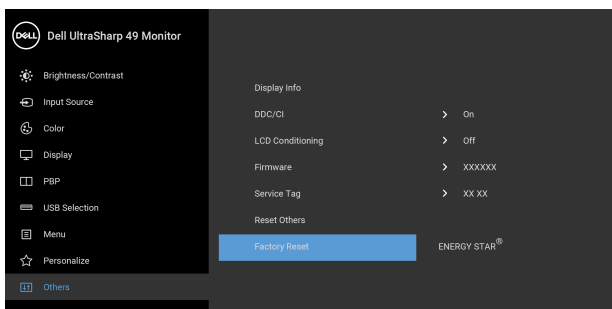 DELL Dell UltraSharp 49 Monitor
Brightness/Contrast
Input Source
Color
Display
PBP
USB Selection
Menu
Personalize
Others
Display Info
DDC/CI > On
LCD Conditioning > Off
Firmware > XXXXXX
Service Tag > XX XX
Reset Others
Factory Reset ENERGY STAR®